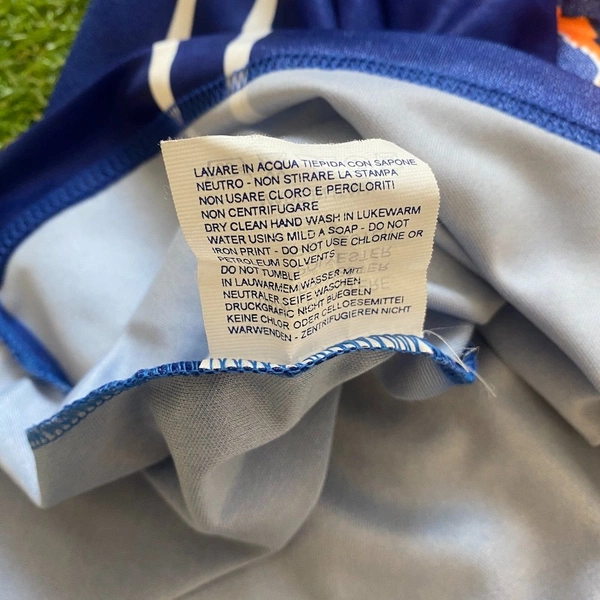 LAVARE IN ACQUA TIEPIDA CON SAPONE
NEUTRO - NON STIRARE LA STAMPA
NON USARE CLORO E PERCLORITI
NON CENTRIFUGARE
DRY CLEAN HAND WASH IN LUKEWARM
WATER USING MILD A SOAP - DO NOT
IRON PRINT - DO NOT USE CHLORINE OR
PETROLEUM SOLVENTS
DO NOT TUMBLE
IN LAUWARMEM WASSER MIT
NEUTRALER SEIFE WASCHEN
DRUCKGRAFIC NICHT BUEGELN
KEINE CHLOR ODER CELLOESEMITTEI
WARWENDEN - ZENTRIFUGIEREN NICHT